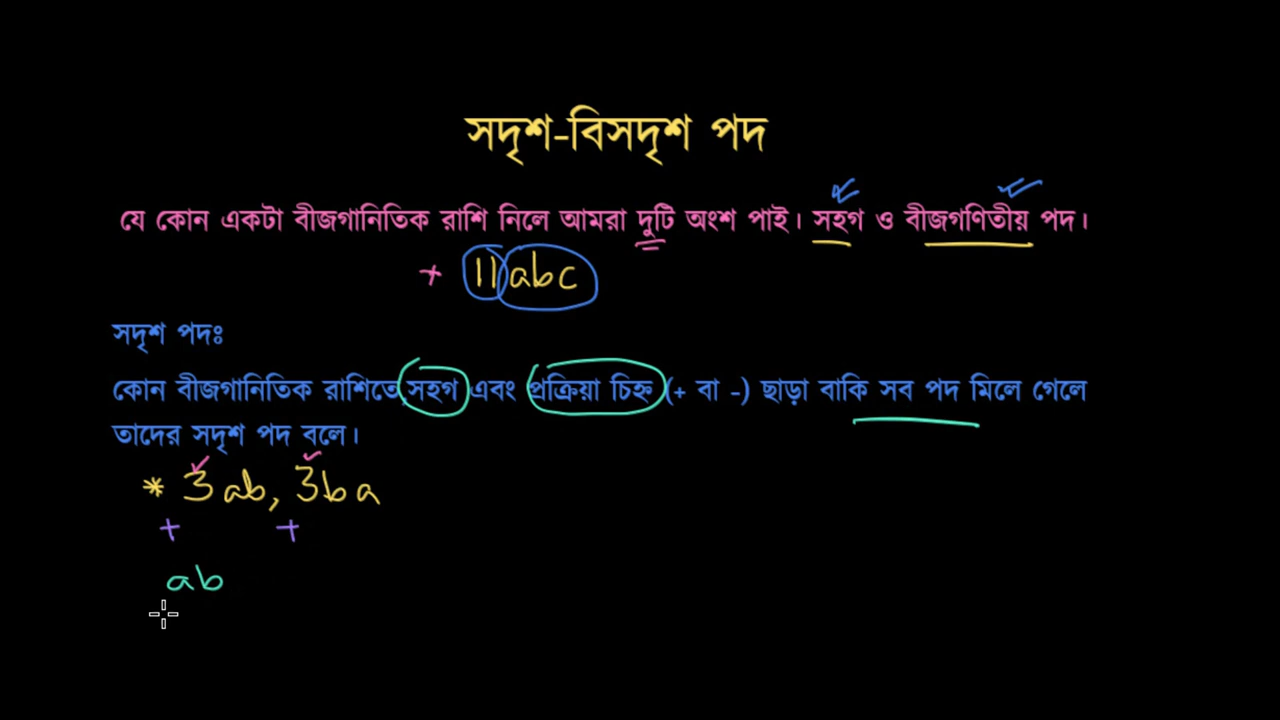 সদৃশ-বিসদৃশ পদ
যে কোন একটা বীজগানিতিক রাশি নিলে আমরা দুটি অংশ পাই। সহগ ও বীজগণিতীয় পদ।
+ 11abc
সদৃশ পদঃ
কোন বীজগানিতিক রাশিতে সহগ এবং প্রক্রিয়া চিহ্ন (+ বা -) ছাড়া বাকি সব পদ মিলে গেলে
তাদের সদৃশ পদ বলে।
* 3ab, 3ba
+ +
ab